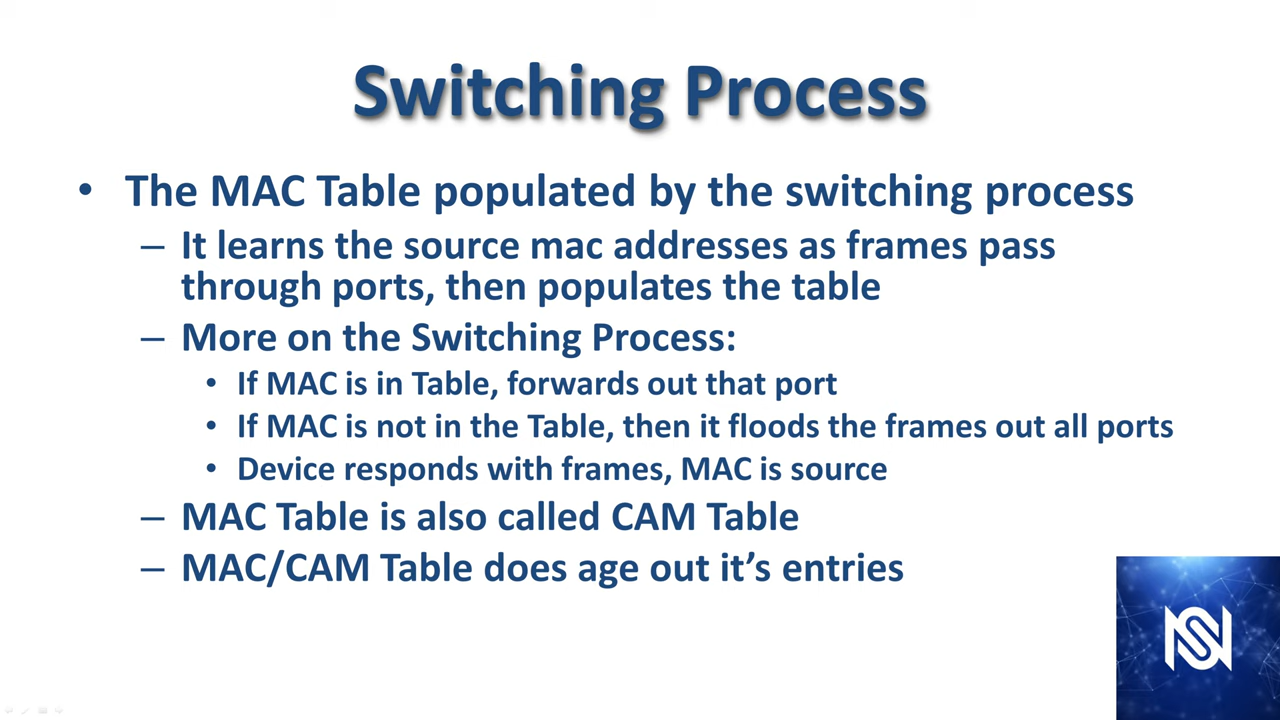 Switching Process
• The MAC Table populated by the switching process
– It learns the source mac addresses as frames pass
through ports, then populates the table
– More on the Switching Process:
• If MAC is in Table, forwards out that port
• If MAC is not in the Table, then it floods the frames out all ports
• Device responds with frames, MAC is source
– MAC Table is also called CAM Table
– MAC/CAM Table does age out it’s entries